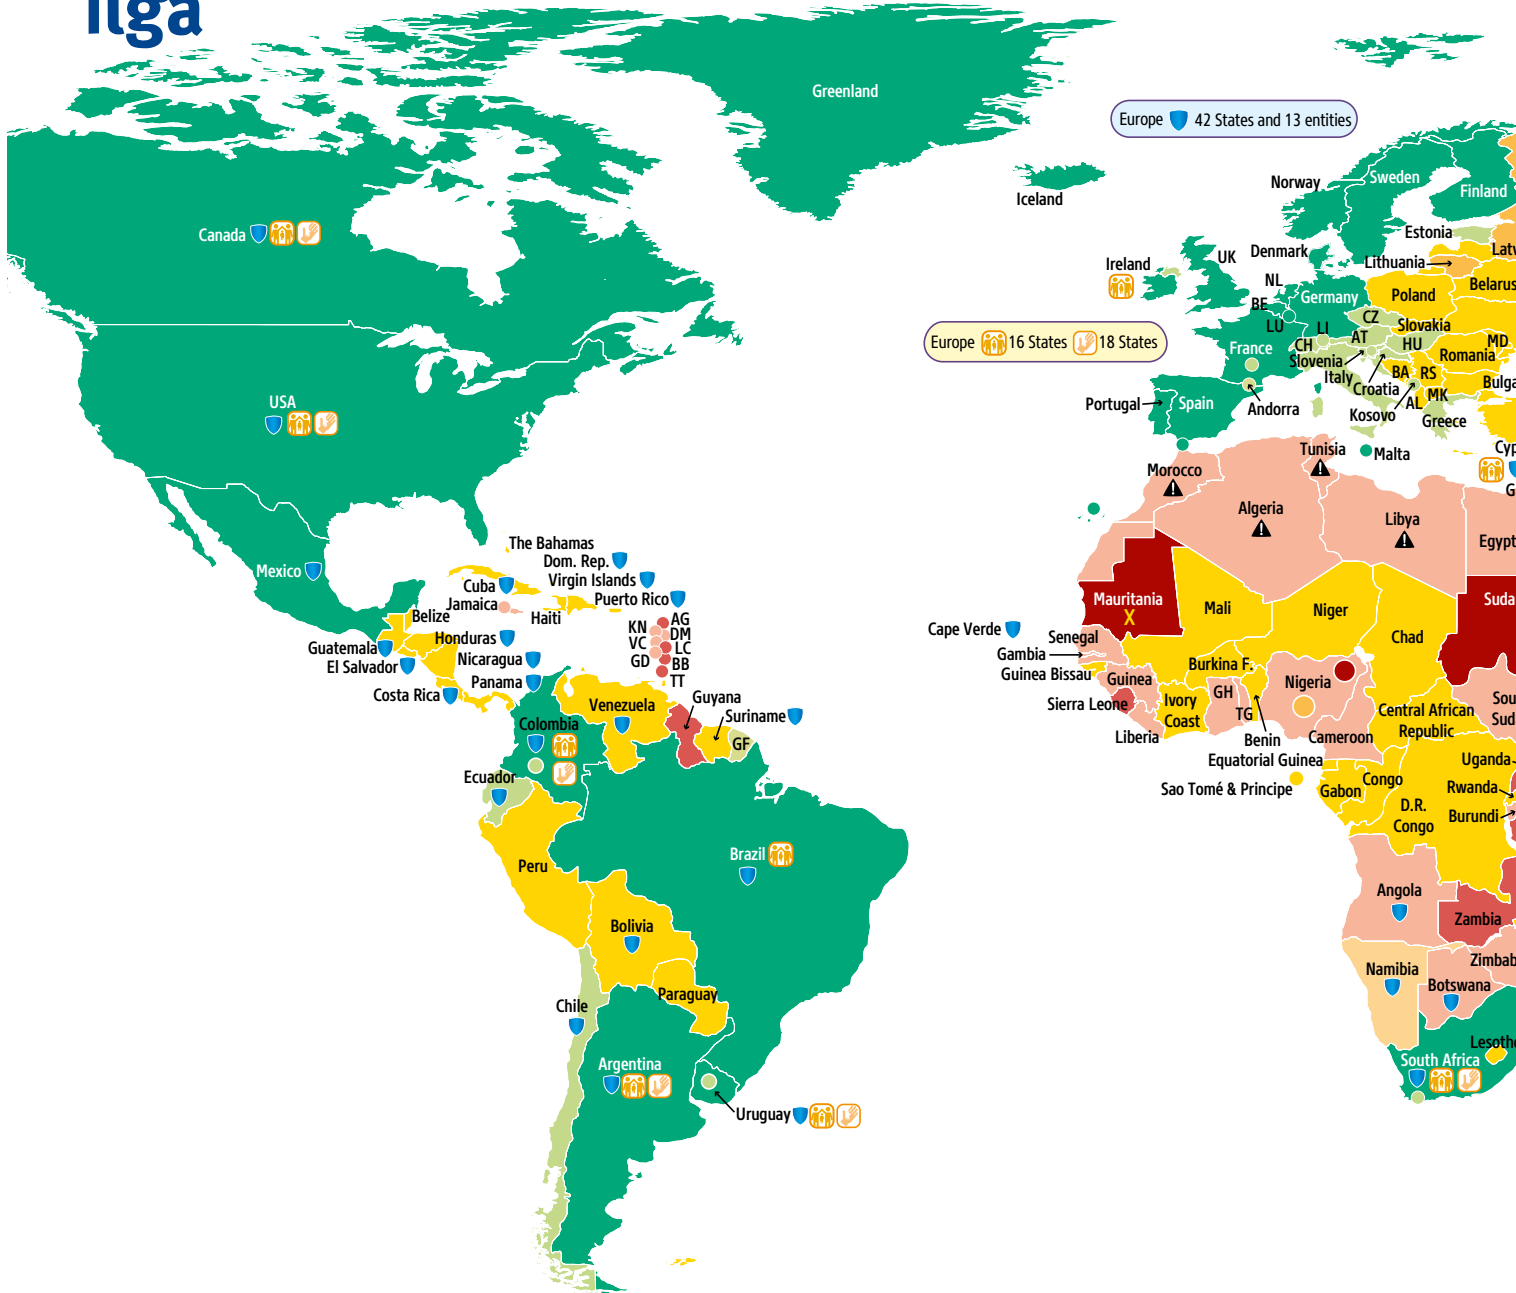 ilga
Greenland
Europe 42 States and 13 entities
Iceland
Norway
Sweden
Finland
Canada
Estonia
Denmark
UK
Ireland
Lithuania
NL
Belarus
BE
Germany
Poland
LU
LI
CZ
Slovakia
Europe 16 States 18 States
CH
AT
HU
MD
France
Slovenia
Romania
Italy
BA
RS
Croatia
USA
Portugal
Spain
Andorra
Kosovo
AL
MK
Greece
Tunisia
Malta
Morocco
Algeria
Libya
Egypt
The Bahamas
Dom. Rep.
Mexico
Virgin Islands
Cuba
Puerto Rico
Jamaica
Belize
Haiti
KN
AG
DM
VC
LC
GD
BB
TT
Honduras
Guatemala
El Salvador
Nicaragua
Panama
Costa Rica
Mauritania
X
Mali
Niger
Chad
Cape Verde
Senegal
Gambia
Guinea Bissau
Guinea
Burkina F.
Sierra Leone
Ivory
Coast
GH
TG
Nigeria
Liberia
Benin
Cameroon
Central African
Republic
Equatorial Guinea
Sao Tomé & Principe
Gabon
Congo
D.R.
Congo
Uganda
Rwanda
Burundi
Guyana
Venezuela
Suriname
Colombia
GF
Ecuador
Peru
Brazil
Bolivia
Paraguay
Chile
Argentina
Uruguay
Angola
Zambia
Namibia
Botswana
South Africa